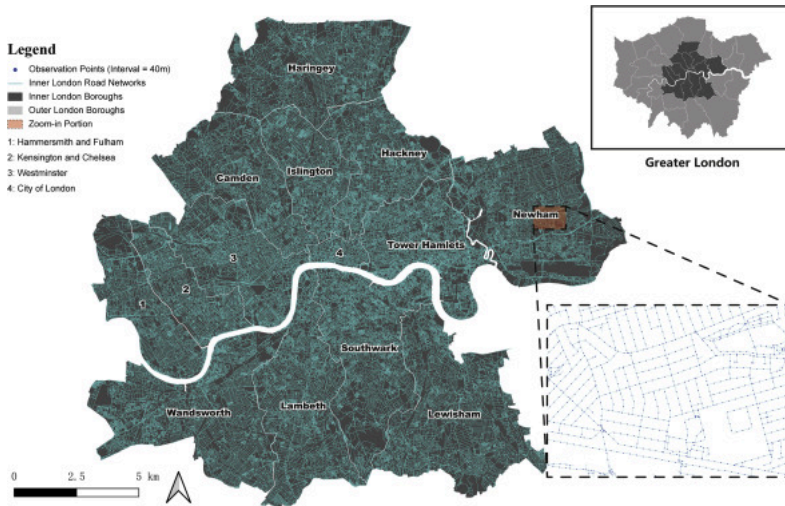 Legend
Observation Points (Interval = 40m)
Inner London Road Networks
Inner London Boroughs
Outer London Boroughs
Zoom-in Portion
1: Hammersmith and Fulham
2: Kensington and Chelsea
3: Westminster
4: City of London
Haringey
Hackney
Islington
Camden
Newham
Tower Hamlets
3
4
2
1
Southwark
Wandsworth
Lambeth
Lewisham
Greater London
0 2.5 5 km